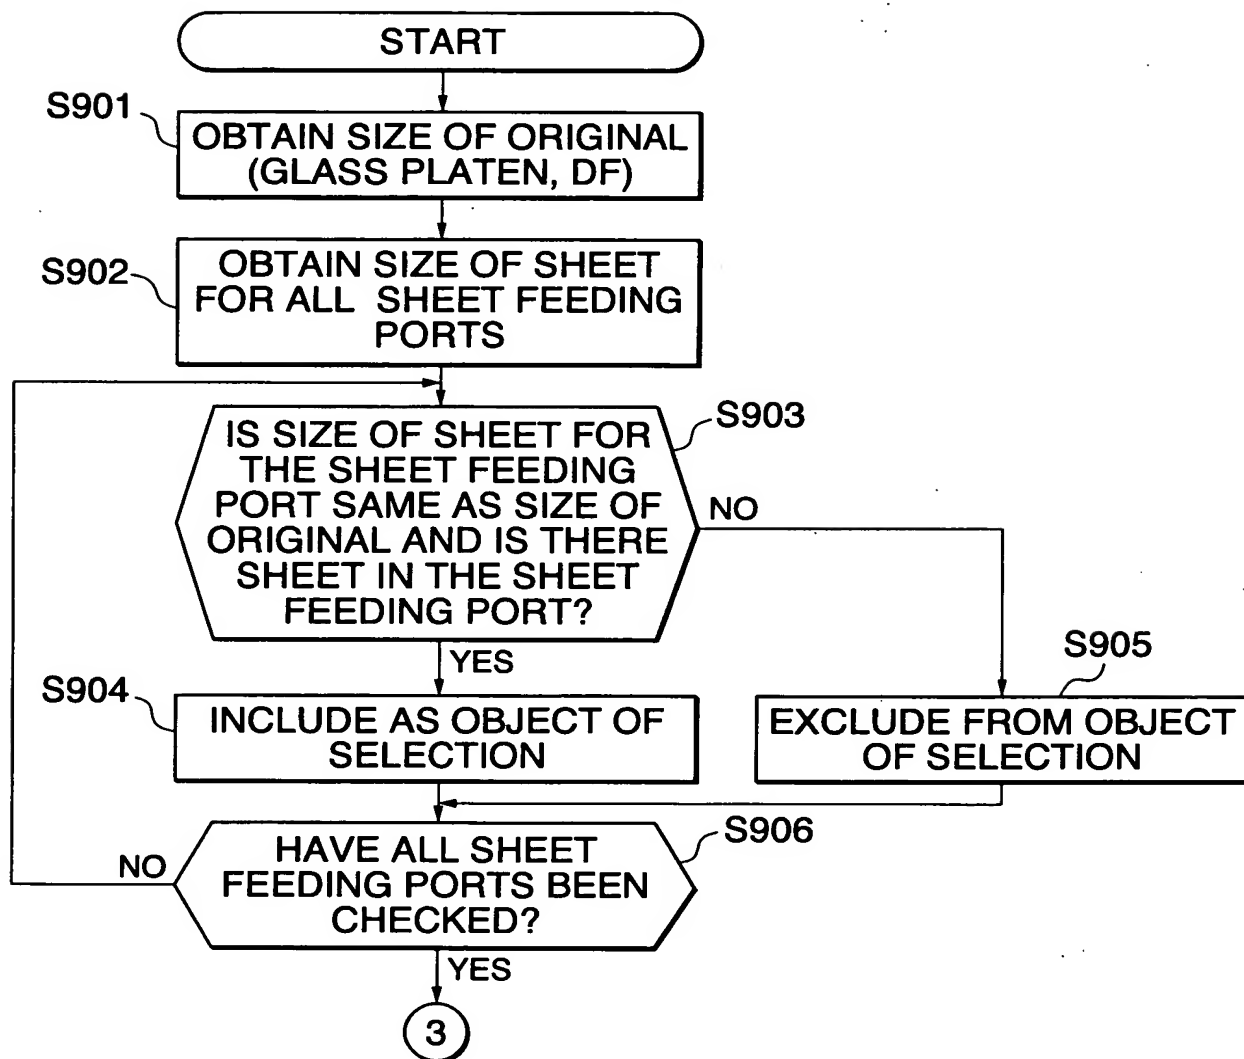 START
S901
OBTAIN SIZE OF ORIGINAL
(GLASS PLATEN, DF)
S902
OBTAIN SIZE OF SHEET
FOR ALL SHEET FEEDING
PORTS
S903
IS SIZE OF SHEET FOR
THE SHEET FEEDING
PORT SAME AS SIZE OF
ORIGINAL AND IS THERE
SHEET IN THE SHEET
FEEDING PORT?
NO
YES
S904
INCLUDE AS OBJECT OF
SELECTION
S905
EXCLUDE FROM OBJECT
OF SELECTION
S906
HAVE ALL SHEET
FEEDING PORTS BEEN
CHECKED?
NO
YES
3